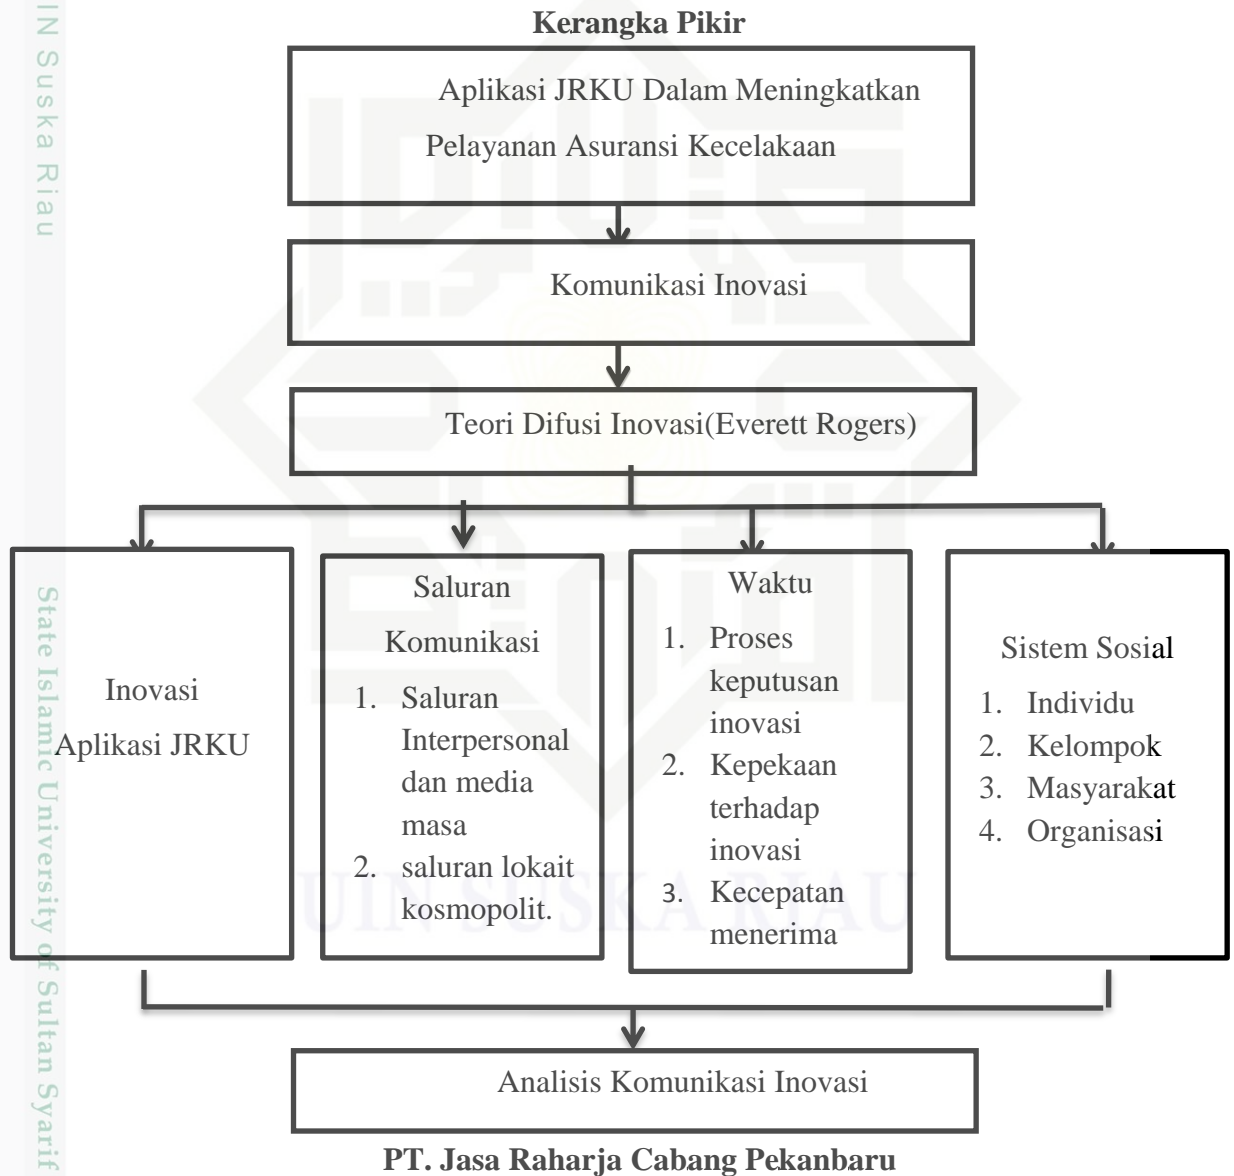 Kerangka Pikir
Aplikasi JRKU Dalam Meningkatkan
Pelayanan Asuransi Kecelakaan
Komunikasi Inovasi
Teori Difusi Inovasi(Everett Rogers)
Inovasi
Aplikasi JRKU
Saluran
Komunikasi
1. Saluran
Interpersonal
dan media
masa
2. saluran lokait
kosmopolit.
Waktu
1. Proses
keputusan
inovasi
2. Kepekaan
terhadap
inovasi
3. Kecepatan
menerima
Sistem Sosial
1. Individu
2. Kelompok
3. Masyarakat
4. Organisasi
Analisis Komunikasi Inovasi
PT. Jasa Raharja Cabang Pekanbaru
UIN SUSKA RIAU
IN Suska Riau
State Islamic University of Sultan Syarif